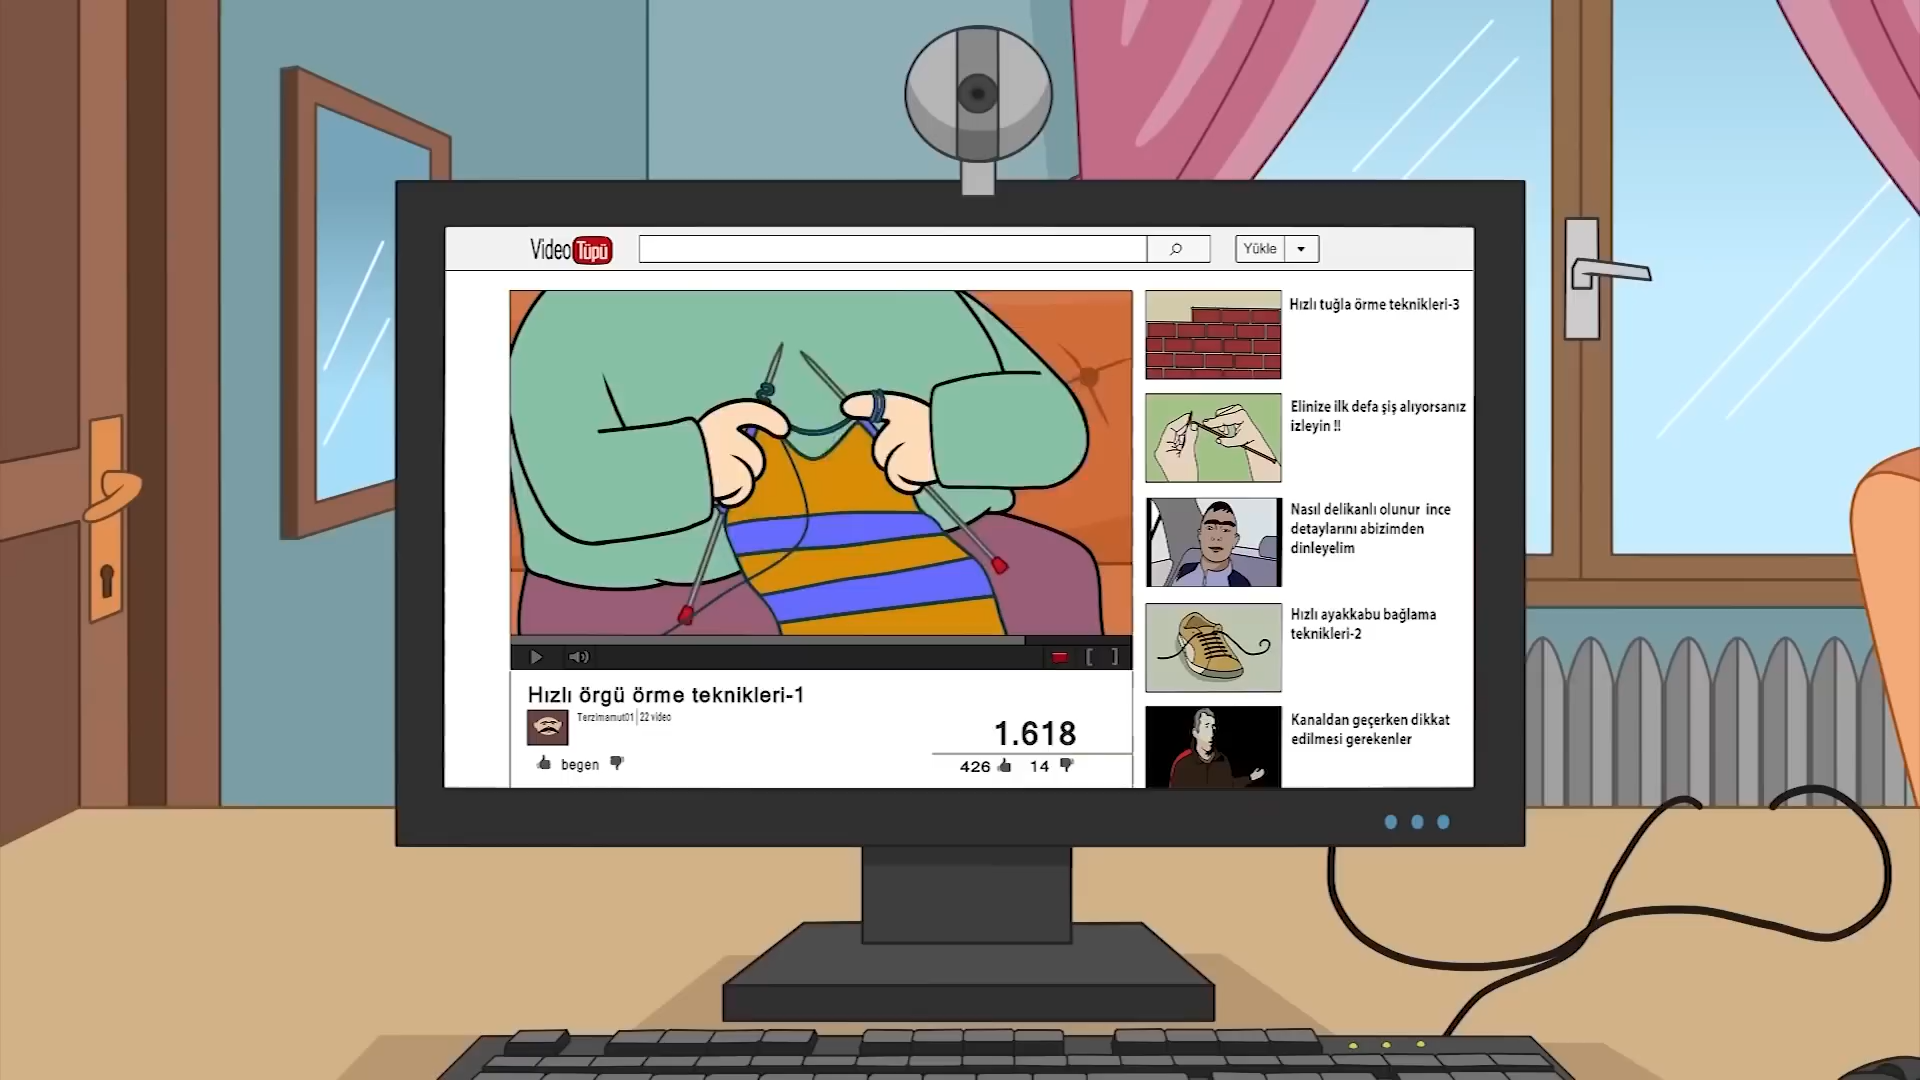 Video Tüpü
Yükle
Hızlı tuğla örme teknikleri-3
Elinize ilk defa şiş alıyorsanız
izleyin !!
Nasıl delikanlı olunur ince
detaylarını abizimden
dinleyelim
Hızlı ayakkabu bağlama
teknikleri-2
Kanaldan geçerken dikkat
edilmesi gerekenler
Hızlı örgü örme teknikleri-1
Terzimamut01 | 22 video
1.618
begen
426 14